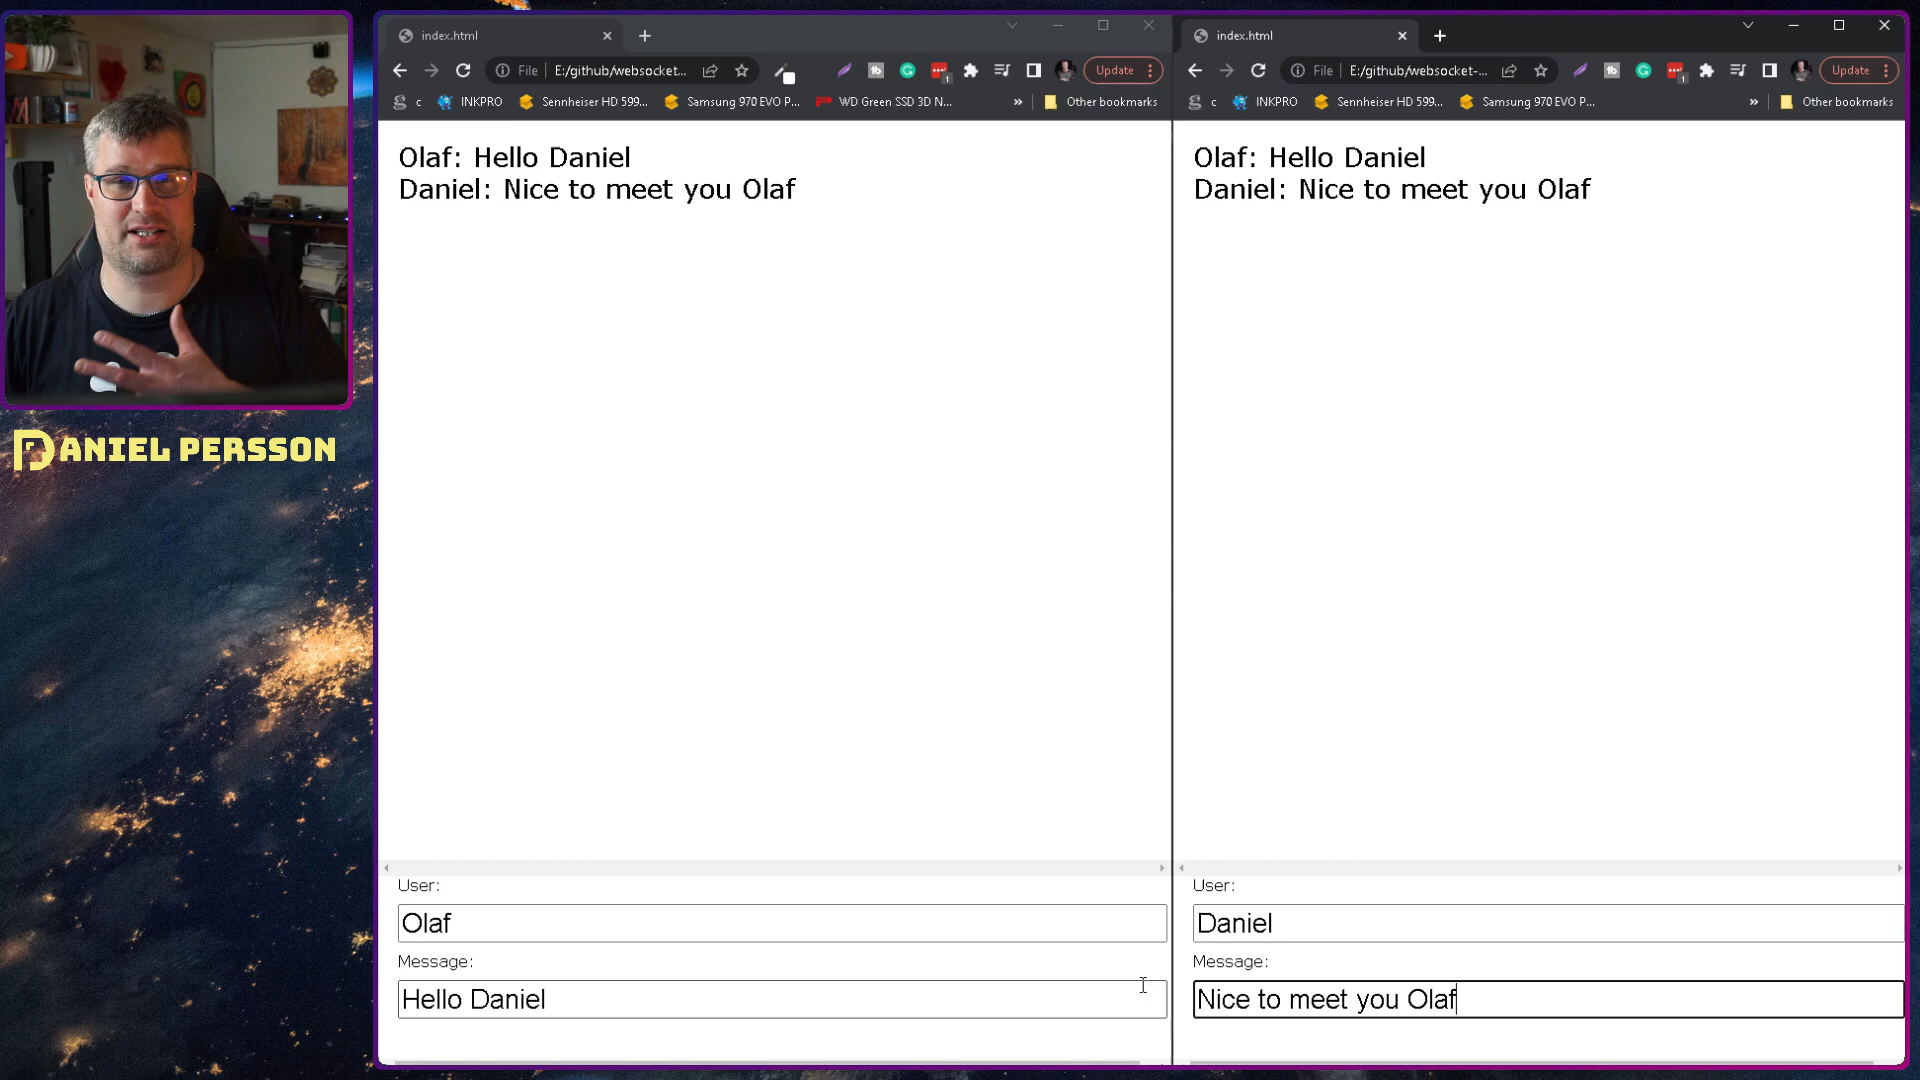 DANIEL PERSSON
index.html
File
E:/github/websocket...
Update
c
INKPRO
Sennheiser HD 599...
Samsung 970 EVO P...
WD Green SSD 3D N...
»
Other bookmarks
Olaf: Hello Daniel
Daniel: Nice to meet you Olaf
User:
Olaf
Message:
Hello Daniel
index.html
File
E:/github/websocket-...
Update
c
INKPRO
Sennheiser HD 599...
Samsung 970 EVO P...
»
Other bookmarks
Olaf: Hello Daniel
Daniel: Nice to meet you Olaf
User:
Daniel
Message:
Nice to meet you Olaf